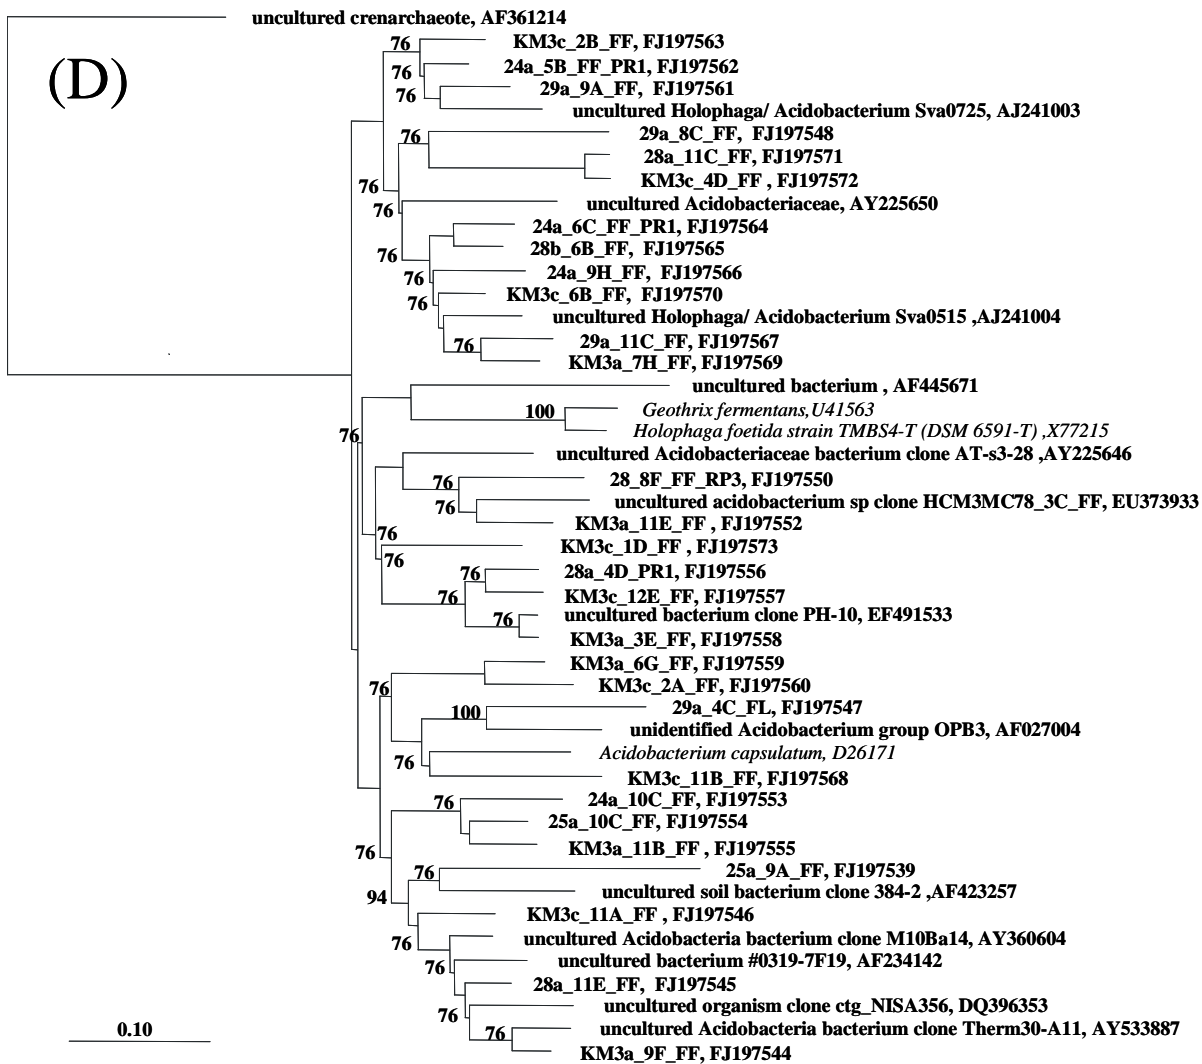 uncultured crenarchaeote, AF361214
(D)
76 KM3c_2B_FF, FJ197563
76 24a_5B_FF_PR1, FJ197562
76 29a_9A_FF, FJ197561
uncultured Holophaga/ Acidobacterium Sva0725, AJ241003
76 29a_8C_FF, FJ197548
28a_11C_FF, FJ197571
76 KM3c_4D_FF , FJ197572
76 uncultured Acidobacteriaceae, AY225650
24a_6C_FF_PR1, FJ197564
76 28b_6B_FF, FJ197565
76 24a_9H_FF, FJ197566
76 KM3c_6B_FF, FJ197570
uncultured Holophaga/ Acidobacterium Sva0515 ,AJ241004
76 29a_11C_FF, FJ197567
KM3a_7H_FF, FJ197569
uncultured bacterium , AF445671
100 Geothrix fermentans,U41563
76 Holophaga foetida strain TMBS4-T (DSM 6591-T) ,X77215
uncultured Acidobacteriaceae bacterium clone AT-s3-28 ,AY225646
76 28_8F_FF_RP3, FJ197550
76 uncultured acidobacterium sp clone HCM3MC78_3C_FF, EU373933
KM3a_11E_FF , FJ197552
76
KM3c_1D_FF , FJ197573
76
76 28a_4D_PR1, FJ197556
76 KM3c_12E_FF, FJ197557
76 uncultured bacterium clone PH-10, EF491533
KM3a_3E_FF, FJ197558
KM3a_6G_FF, FJ197559
76 KM3c_2A_FF, FJ197560
100 29a_4C_FL, FJ197547
unidentified Acidobacterium group OPB3, AF027004
76 Acidobacterium capsulatum, D26171
KM3c_11B_FF, FJ197568
76 24a_10C_FF, FJ197553
25a_10C_FF, FJ197554
76 KM3a_11B_FF , FJ197555
76 25a_9A_FF, FJ197539
94 uncultured soil bacterium clone 384-2 ,AF423257
KM3c_11A_FF , FJ197546
76 uncultured Acidobacteria bacterium clone M10Ba14, AY360604
76 uncultured bacterium #0319-7F19, AF234142
28a_11E_FF, FJ197545
76 uncultured organism clone ctg_NISA356, DQ396353
76 uncultured Acidobacteria bacterium clone Therm30-A11, AY533887
KM3a_9F_FF, FJ197544
0.10